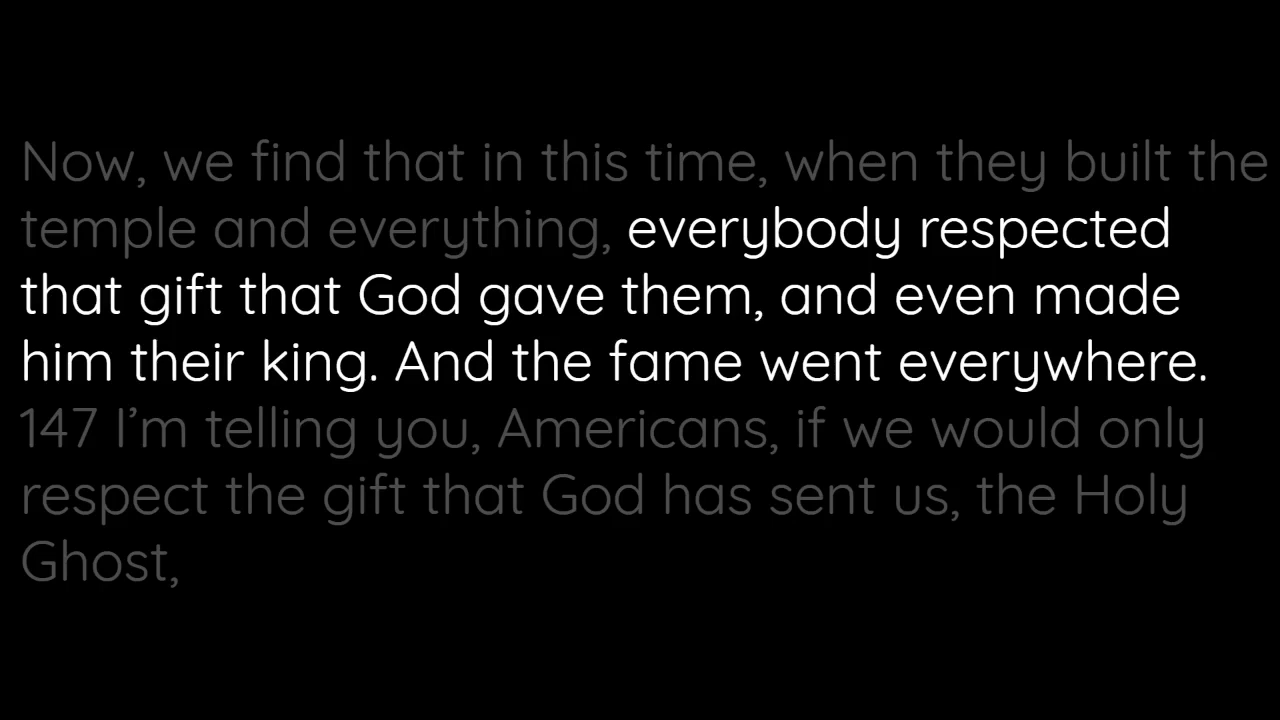 Now, we find that in this time, when they built the
temple and everything, everybody respected
that gift that God gave them, and even made
him their king. And the fame went everywhere.
147 I’m telling you, Americans, if we would only
respect the gift that God has sent us, the Holy
Ghost,